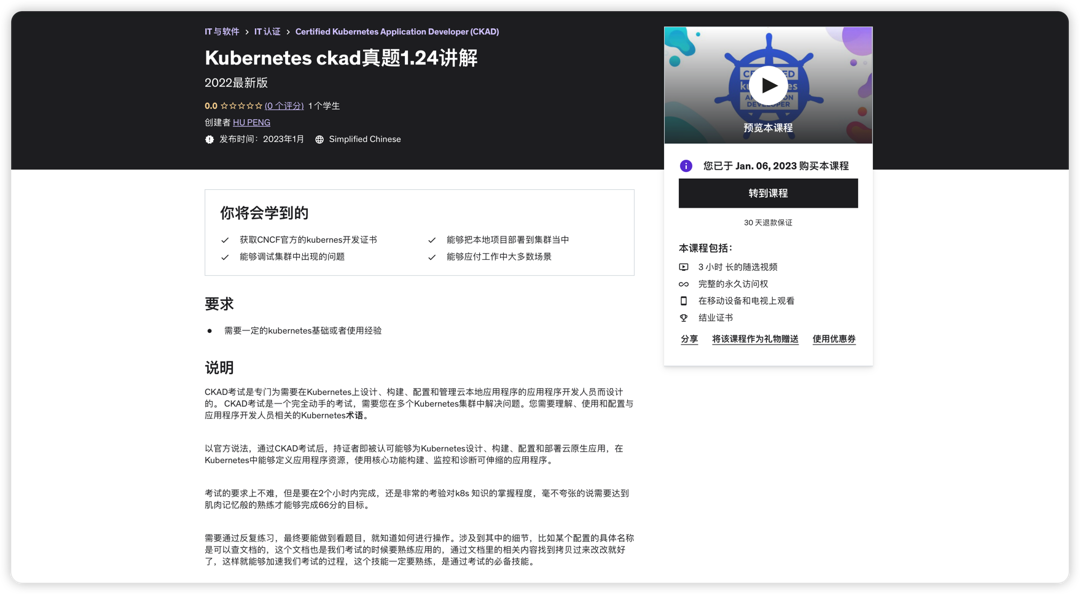 IT 与软件 > IT 认证 > Certified Kubernetes Application Developer (CKAD)
Kubernetes ckad真题1.24讲解
2022最新版
0.0 (0 个评分) 1 个学生
创建者 HU PENG
发布时间：2023年1月 Simplified Chinese
预览本课程
您已于 Jan. 06, 2023 购买本课程
转到课程
30 天退款保证
本课程包括：
3 小时 长的随选视频
完整的永久访问权
在移动设备和电视上观看
结业证书
分享 将该课程作为礼物赠送 使用优惠券
你将会学到的
获取CNCF官方的kubernes开发证书
能够把本地项目部署到集群当中
能够调试集群中出现的问题
能够应付工作中大多数场景
要求
需要一定的kubernetes基础或者使用经验
说明
CKAD考试是专门为需要在Kubernetes上设计、构建、配置和管理云本地应用程序的应用程序开发人员而设计
的。 CKAD考试是一个完全动手的考试，需要您在多个Kubernetes集群中解决问题。您需要理解、使用和配置与
应用程序开发人员相关的Kubernetes术语。
以官方说法，通过CKAD考试后，持证者即被认可能够为Kubernetes设计、构建、配置和部署云原生应用，在
Kubernetes中能够定义应用程序资源，使用核心功能构建、监控和诊断可伸缩的应用程序。
考试的要求上不难，但是要在2个小时内完成，还是非常的考验对k8s 知识的掌握程度，毫不夸张的说需要达到
肌肉记忆般的熟练才能够完成66分的目标。
需要通过反复练习，最终要能做到看题目，就知道如何进行操作。涉及到其中的细节，比如某个配置的具体名称
是可以查文档的，这个文档也是我们考试的时候要熟练应用的，通过文档里的相关内容找到拷贝过来改改就好
了，这样就能够加速我们考试的过程，这个技能一定要熟练，是通过考试的必备技能。